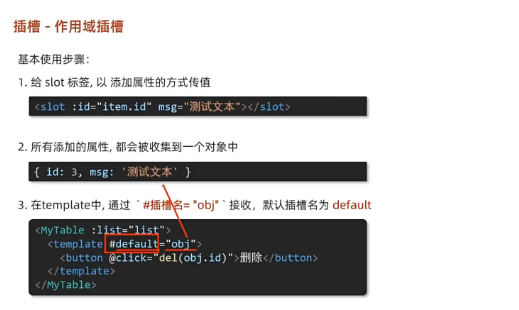 插槽 - 作用域插槽
基本使用步骤：
1. 给 slot 标签, 以 添加属性的方式传值
<slot :id="item.id" msg="测试文本"></slot>
2. 所有添加的属性, 都会被收集到一个对象中
{ id: 3, msg: '测试文本' }
3. 在template中, 通过 `#插槽名= "obj"` 接收，默认插槽名为 default
<MyTable :list="list">
<template #default="obj">
<button @click="del(obj.id)">删除</button>
</template>
</MyTable>